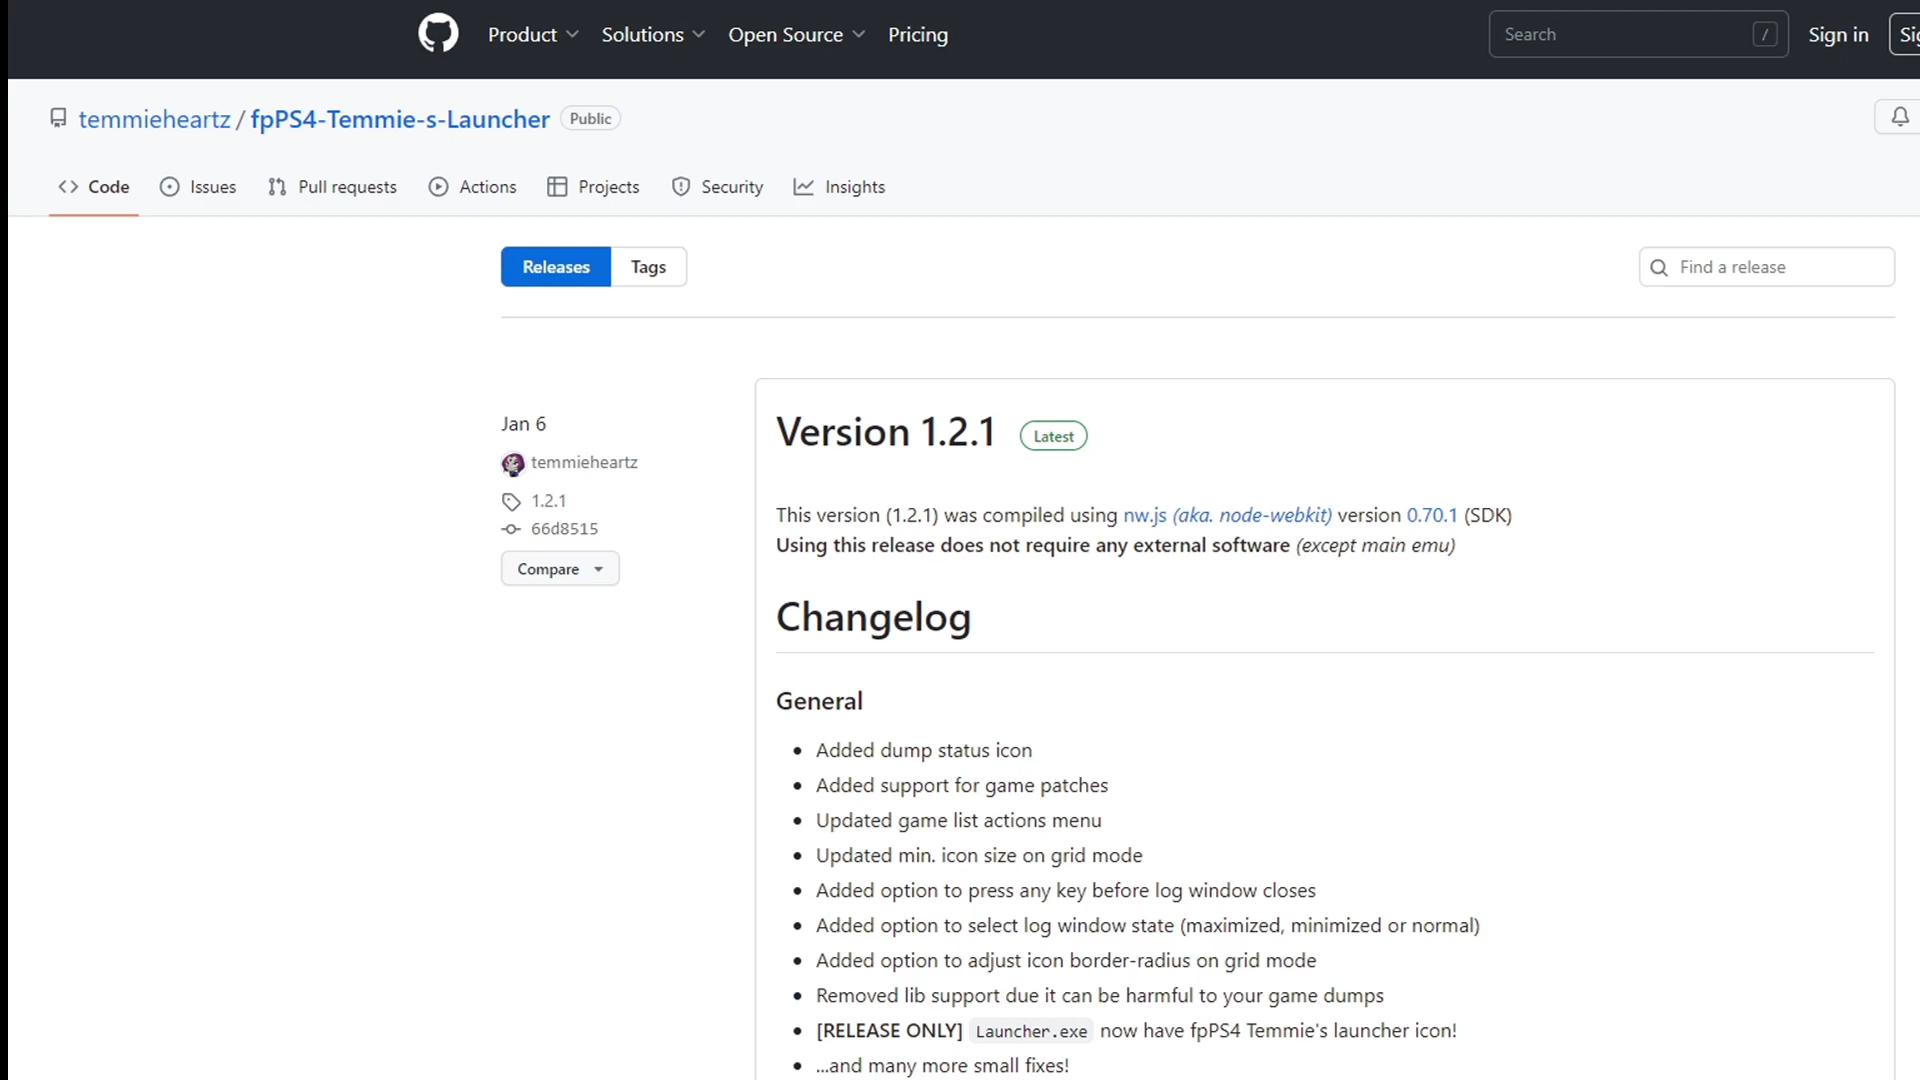 Product Solutions Open Source Pricing Search / Sign in
temmieheartz / fpPS4-Temmie-s-Launcher Public
Code Issues Pull requests Actions Projects Security Insights
Releases Tags Find a release
Jan 6
temmieheartz
1.2.1
66d8515
Compare
Version 1.2.1 Latest
This version (1.2.1) was compiled using nw.js (aka. node-webkit) version 0.70.1 (SDK)
Using this release does not require any external software (except main emu)
Changelog
General
• Added dump status icon
• Added support for game patches
• Updated game list actions menu
• Updated min. icon size on grid mode
• Added option to press any key before log window closes
• Added option to select log window state (maximized, minimized or normal)
• Added option to adjust icon border-radius on grid mode
• Removed lib support due it can be harmful to your game dumps
• [RELEASE ONLY] Launcher.exe now have fpPS4 Temmie's launcher icon!
• ...and many more small fixes!